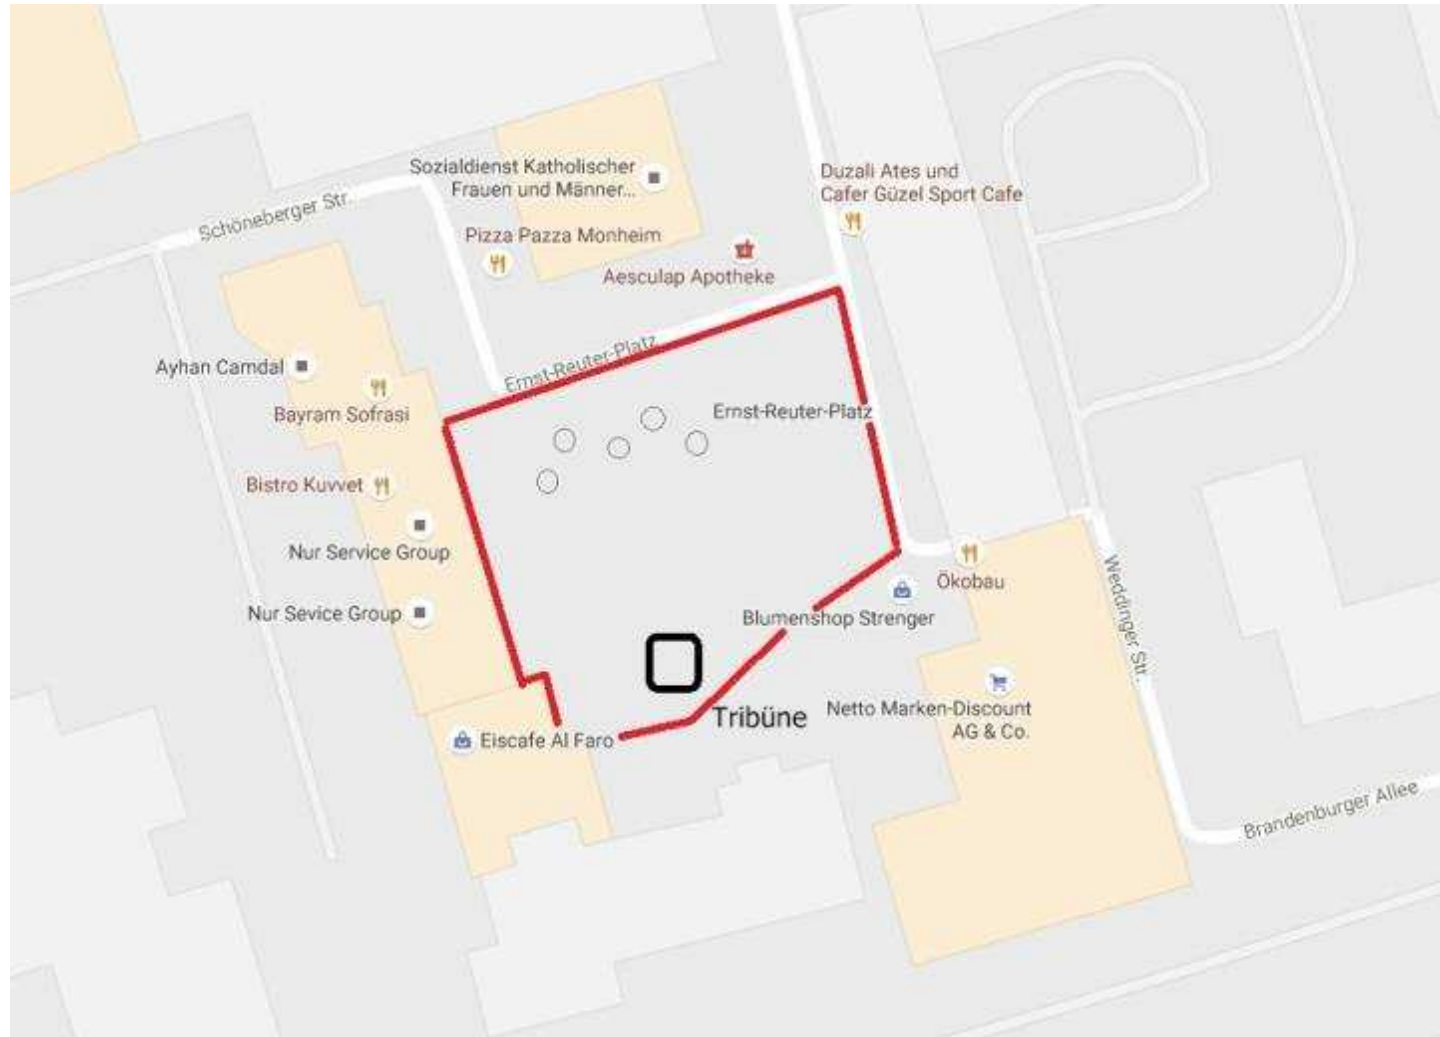 Sozialdienst Katholischer
Frauen und Männer...
Duzali Ates und
Cafer Güzel Sport Cafe
Schöneberger Str.
Pizza Pazza Monheim
Aesculap Apotheke
Ernst-Reuter-Platz
Ayhan Camdal
Bayram Sofrasi
Ernst-Reuter-Platz
Bistro Kuvvet
Nur Service Group
Ökobau
Weddinger Str.
Nur Sevice Group
Blumenshop Strenger
Tribüne
Netto Marken-Discount
AG & Co.
Eiscafe Al Faro
Brandenburger Allee